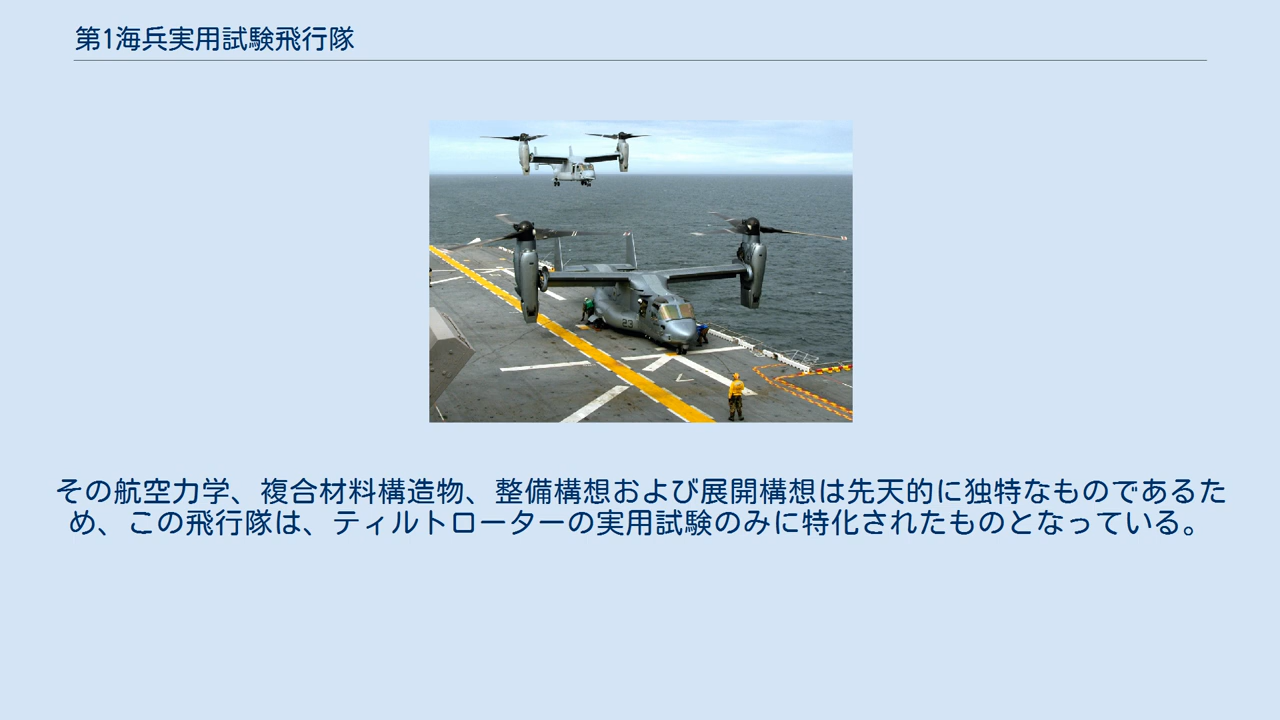 第1海兵実用試験飛行隊
23
その航空力学、複合材料構造物、整備構想および展開構想は先天的に独特なものであるた
め、この飛行隊は、ティルトローターの実用試験のみに特化されたものとなっている。